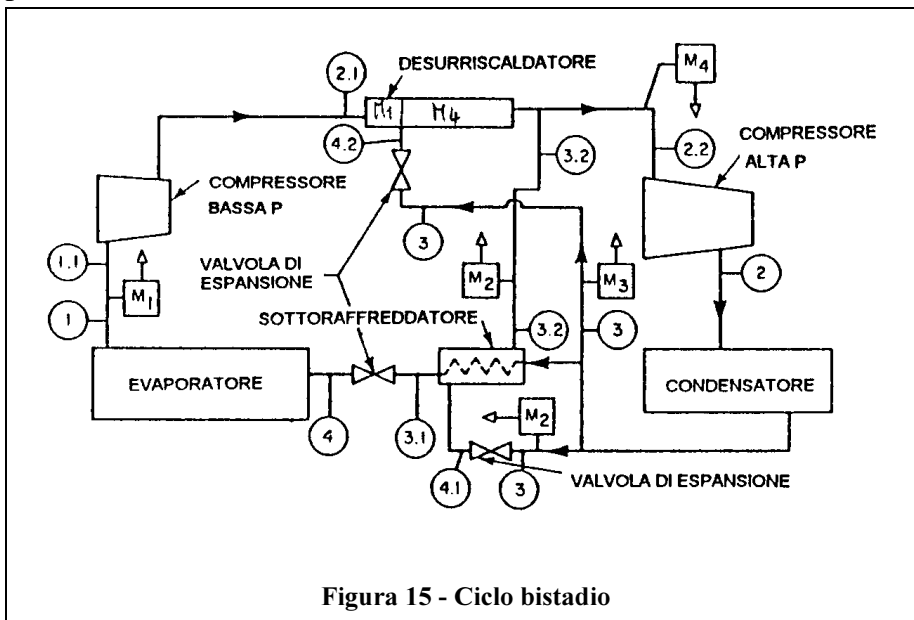 DESURRISCALDATORE
M4
2.1
M1 M4
4.2
3.2
2.2
COMPRESSORE
ALTA P
COMPRESSORE
BASSA P
3
1.1
VALVOLA DI
ESPANSIONE
M2
M3
2
M1
1
SOTTORAFFREDDATORE
3.2
3
EVAPORATORE
CONDENSATORE
M2
4
3.1
4.1
3
VALVOLA DI ESPANSIONE
Figura 15 - Ciclo bistadio